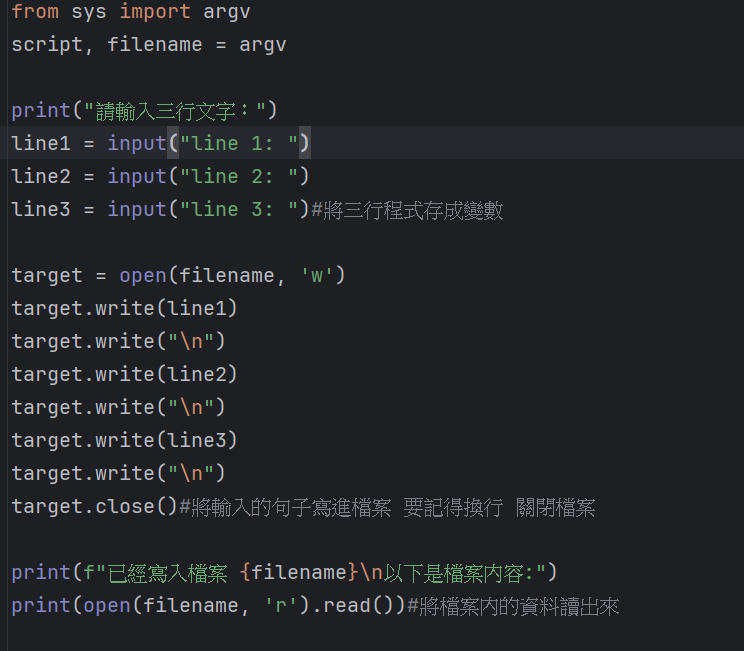 from sys import argv
script, filename = argv
print("請輸入三行文字：")
line1 = input("line 1: ")
line2 = input("line 2: ")
line3 = input("line 3: ")#將三行程式存成變數
target = open(filename, 'w')
target.write(line1)
target.write("\n")
target.write(line2)
target.write("\n")
target.write(line3)
target.write("\n")
target.close()#將輸入的句子寫進檔案 要記得換行 關閉檔案
print(f"已經寫入檔案 {filename}\n以下是檔案內容:")
print(open(filename, 'r').read())#將檔案內的資料讀出來